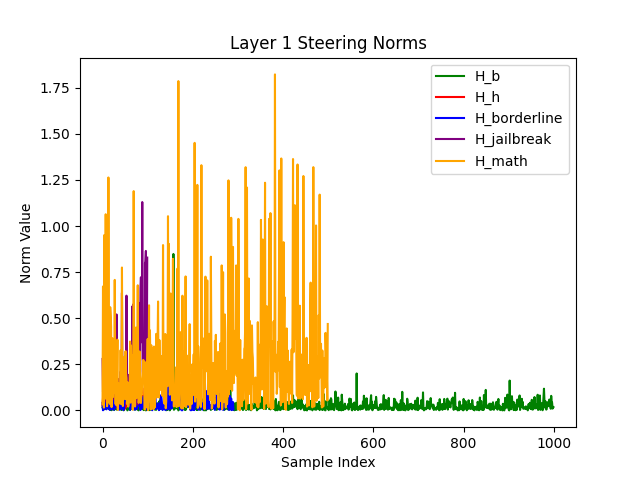 Layer 1 Steering Norms
Norm Value
1.75
1.50
1.25
1.00
0.75
0.50
0.25
0.00
H_b
H_h
H_borderline
H_jailbreak
H_math
0
200
400
600
800
1000
Sample Index